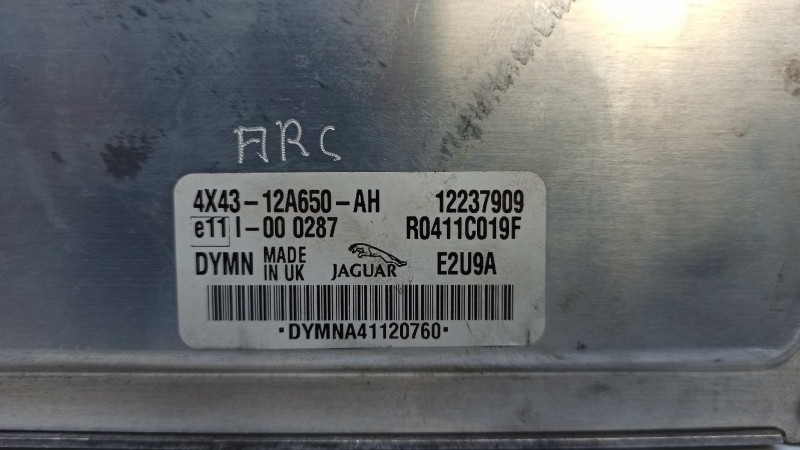 ARC
4X43-12A650-AH 12237909
e11 I-00 0287 R0411C019F
DYMN MADE IN UK JAGUAR E2U9A
·DYMNA41120760·